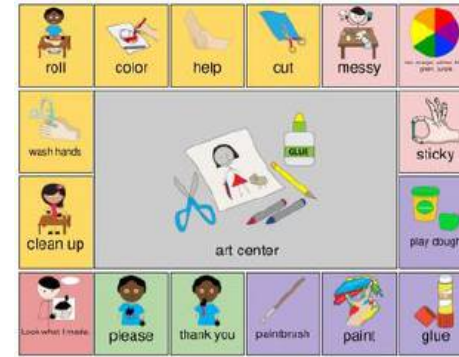 roll
color
help
cut
messy
wash hands
GLUE
sticky
clean up
art center
play dough
Look what I made.
please
thank you
paintbrush
paint
glue